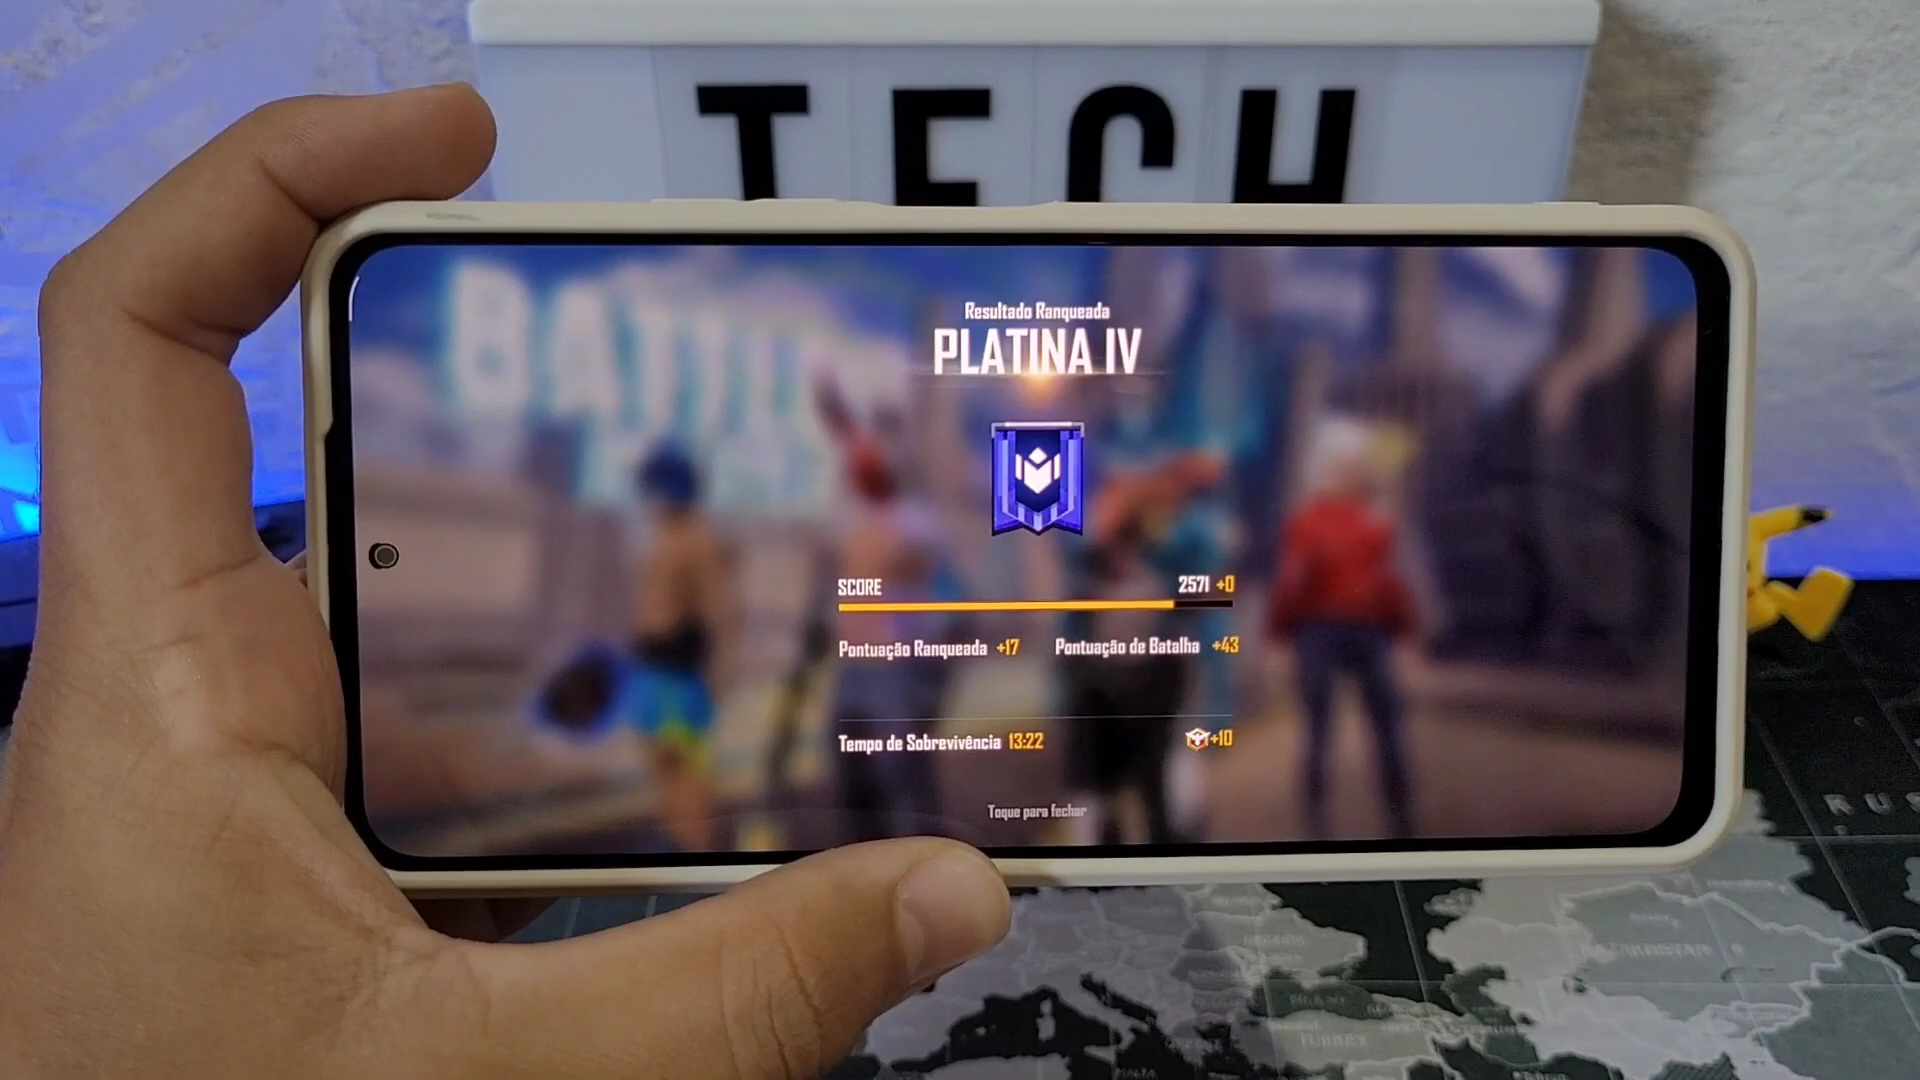 TECH
Resultado Ranqueada
PLATINA IV
SCORE 2571 +0
Pontuação Ranqueada +17 Pontuação de Batalha +43
Tempo de Sobrevivência 13:22 +10
Toque para fechar
TURKEY